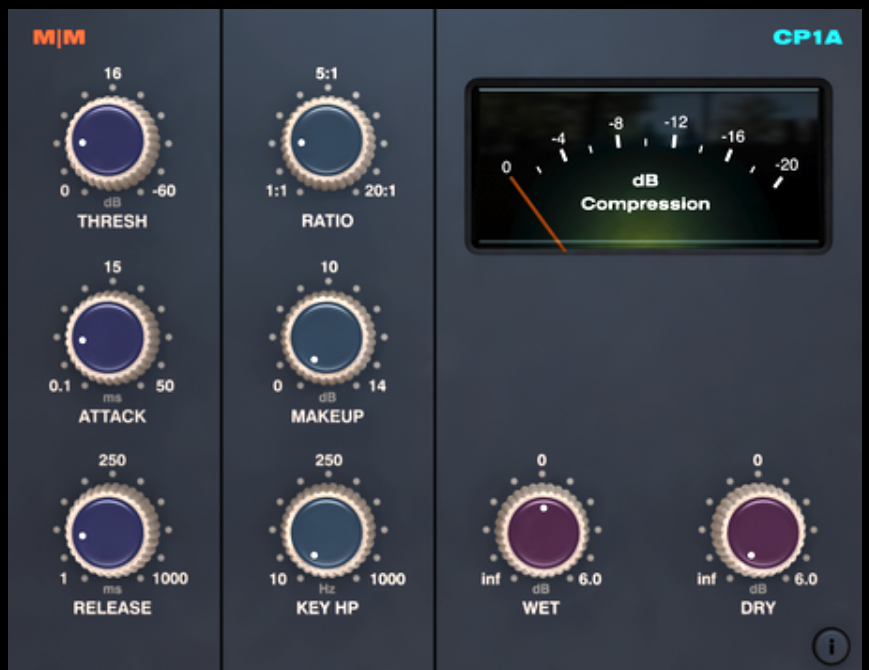 M|M
CP1A
16
0
-60
dB
THRESH
5:1
1:1
20:1
RATIO
0
-4
-8
-12
-16
-20
dB
Compression
15
0.1
50
ms
ATTACK
10
0
14
dB
MAKEUP
250
1
1000
ms
RELEASE
250
10
1000
Hz
KEY HP
0
inf
6.0
dB
WET
0
inf
6.0
dB
DRY
i